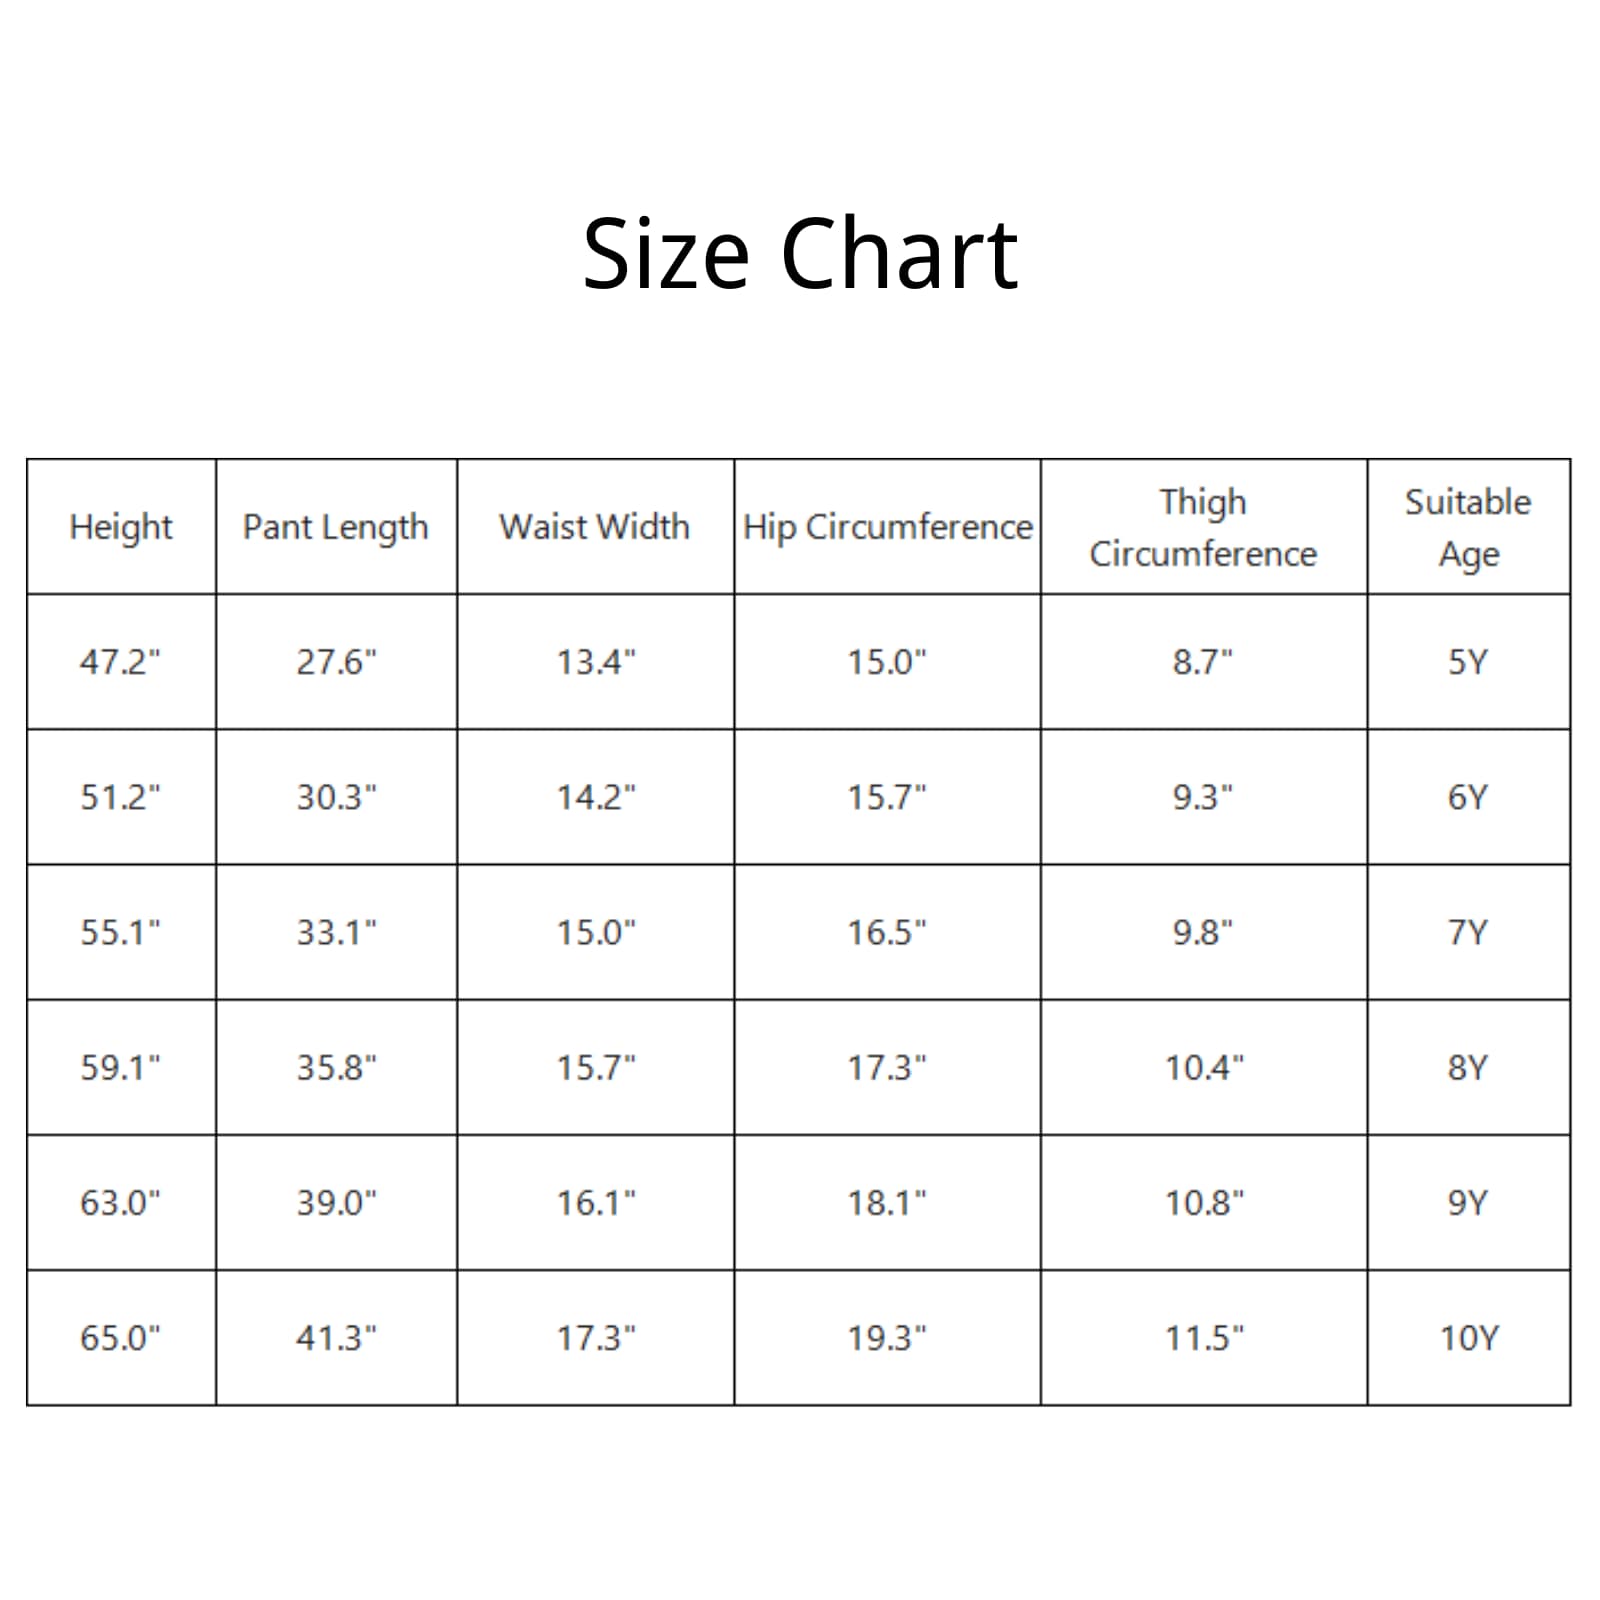 Size Chart
Height Pant Length Waist Width Hip Circumference Thigh Circumference Suitable Age
47.2" 27.6" 13.4" 15.0" 8.7" 5Y
51.2" 30.3" 14.2" 15.7" 9.3" 6Y
55.1" 33.1" 15.0" 16.5" 9.8" 7Y
59.1" 35.8" 15.7" 17.3" 10.4" 8Y
63.0" 39.0" 16.1" 18.1" 10.8" 9Y
65.0" 41.3" 17.3" 19.3" 11.5" 10Y